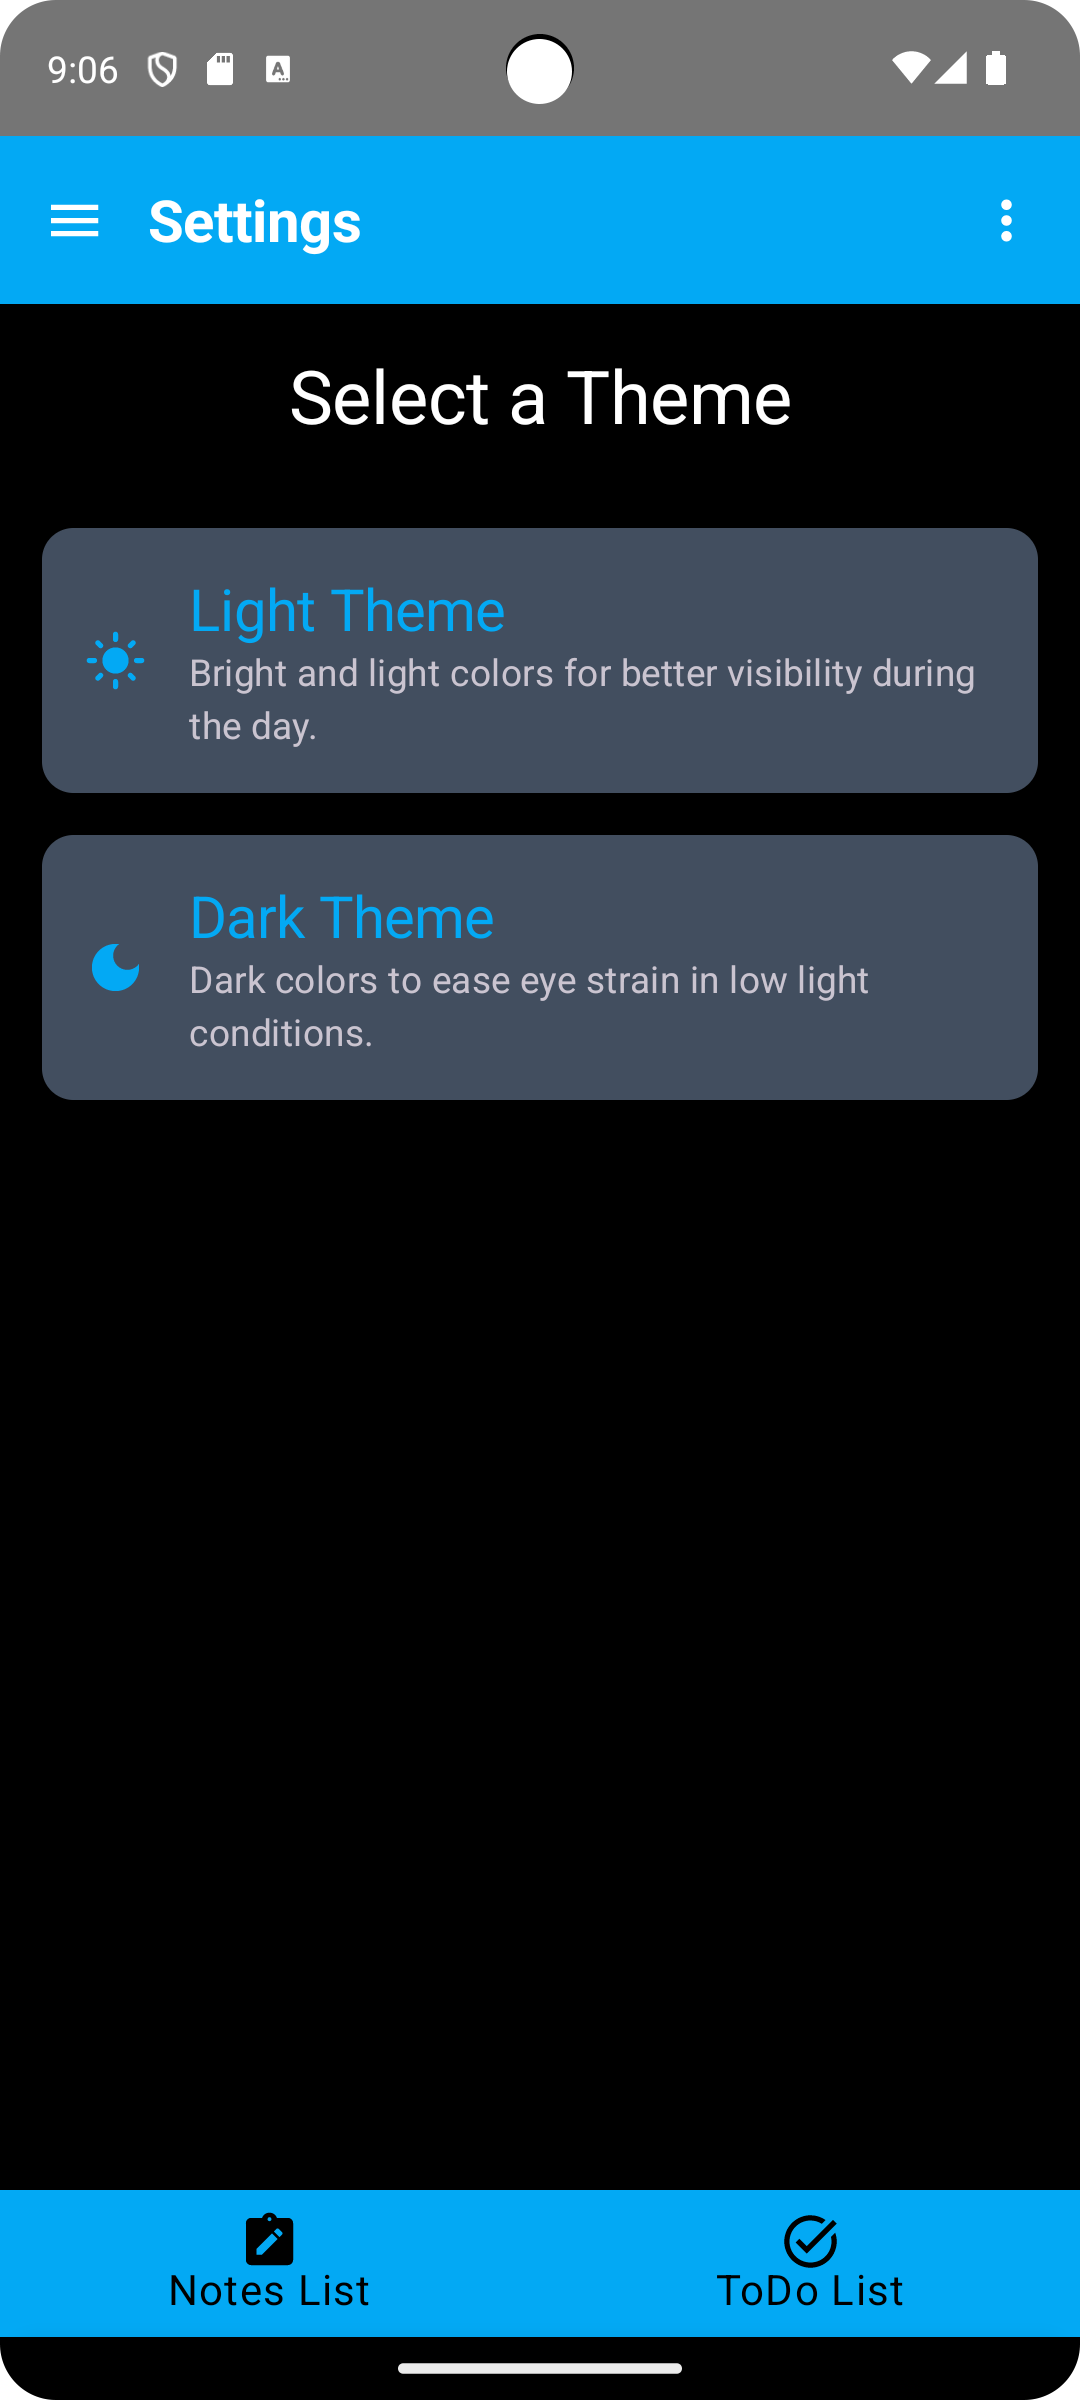 9:06
Settings
Select a Theme
Light Theme
Bright and light colors for better visibility during
the day.
Dark Theme
Dark colors to ease eye strain in low light
conditions.
Notes List
ToDo List